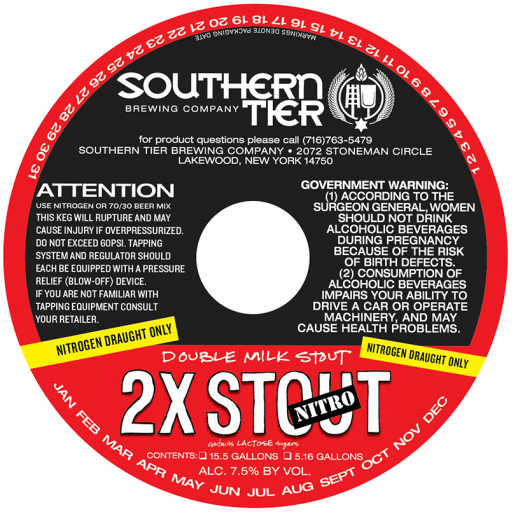 1 2 3 4 5 6 7 8 9 10 11 12 13 14 15 16 17 18 19 20 21 22 23 24 25 26 27 28 29 30 31
MARKINGS DENOTE PACKAGING DATE
SOUTHERN
BREWING COMPANY TIER
for product questions please call (716)763-5479
SOUTHERN TIER BREWING COMPANY • 2072 STONEMAN CIRCLE
LAKEWOOD, NEW YORK 14750
ATTENTION
USE NITROGEN OR 70/30 BEER MIX
THIS KEG WILL RUPTURE AND MAY
CAUSE INJURY IF OVERPRESSURIZED.
DO NOT EXCEED 60PSI. TAPPING
SYSTEM AND REGULATOR SHOULD
EACH BE EQUIPPED WITH A PRESSURE
RELIEF (BLOW-OFF) DEVICE.
IF YOU ARE NOT FAMILIAR WITH
TAPPING EQUIPMENT CONSULT
YOUR RETAILER.
GOVERNMENT WARNING:
(1) ACCORDING TO THE
SURGEON GENERAL, WOMEN
SHOULD NOT DRINK
ALCOHOLIC BEVERAGES
DURING PREGNANCY
BECAUSE OF THE RISK
OF BIRTH DEFECTS.
(2) CONSUMPTION OF
ALCOHOLIC BEVERAGES
IMPAIRS YOUR ABILITY TO
DRIVE A CAR OR OPERATE
MACHINERY, AND MAY
CAUSE HEALTH PROBLEMS.
NITROGEN DRAUGHT ONLY
NITROGEN DRAUGHT ONLY
DOUBLE MILK STOUT
2X STOUT
NITRO
contains LACTOSE sugars
CONTENTS: ☐ 15.5 GALLONS ☐ 5.16 GALLONS
ALC. 7.5% BY VOL.
JAN FEB MAR APR MAY JUN JUL AUG SEPT OCT NOV DEC